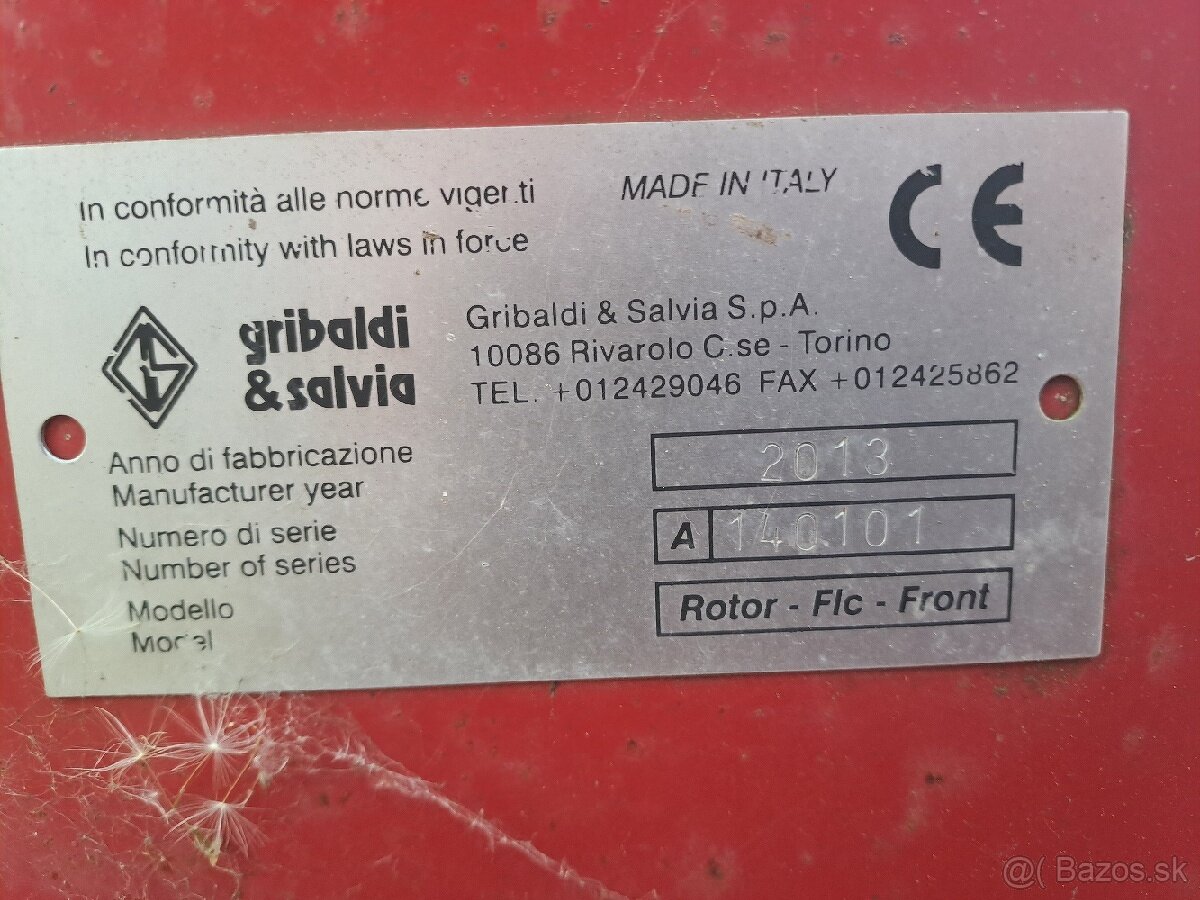 In conformità alle norme vigenti
MADE IN ITALY
CE
In conformity with laws in force
gribaldi
& salvia
Gribaldi & Salvia S.p.A.
10086 Rivarolo C.se - Torino
TEL. +012429046 FAX +012425862
Anno di fabbricazione
Manufacturer year
2013
Numero di serie
Number of series
A 140101
Modello
Model
Rotor - Flc - Front
@( Bazos.sk